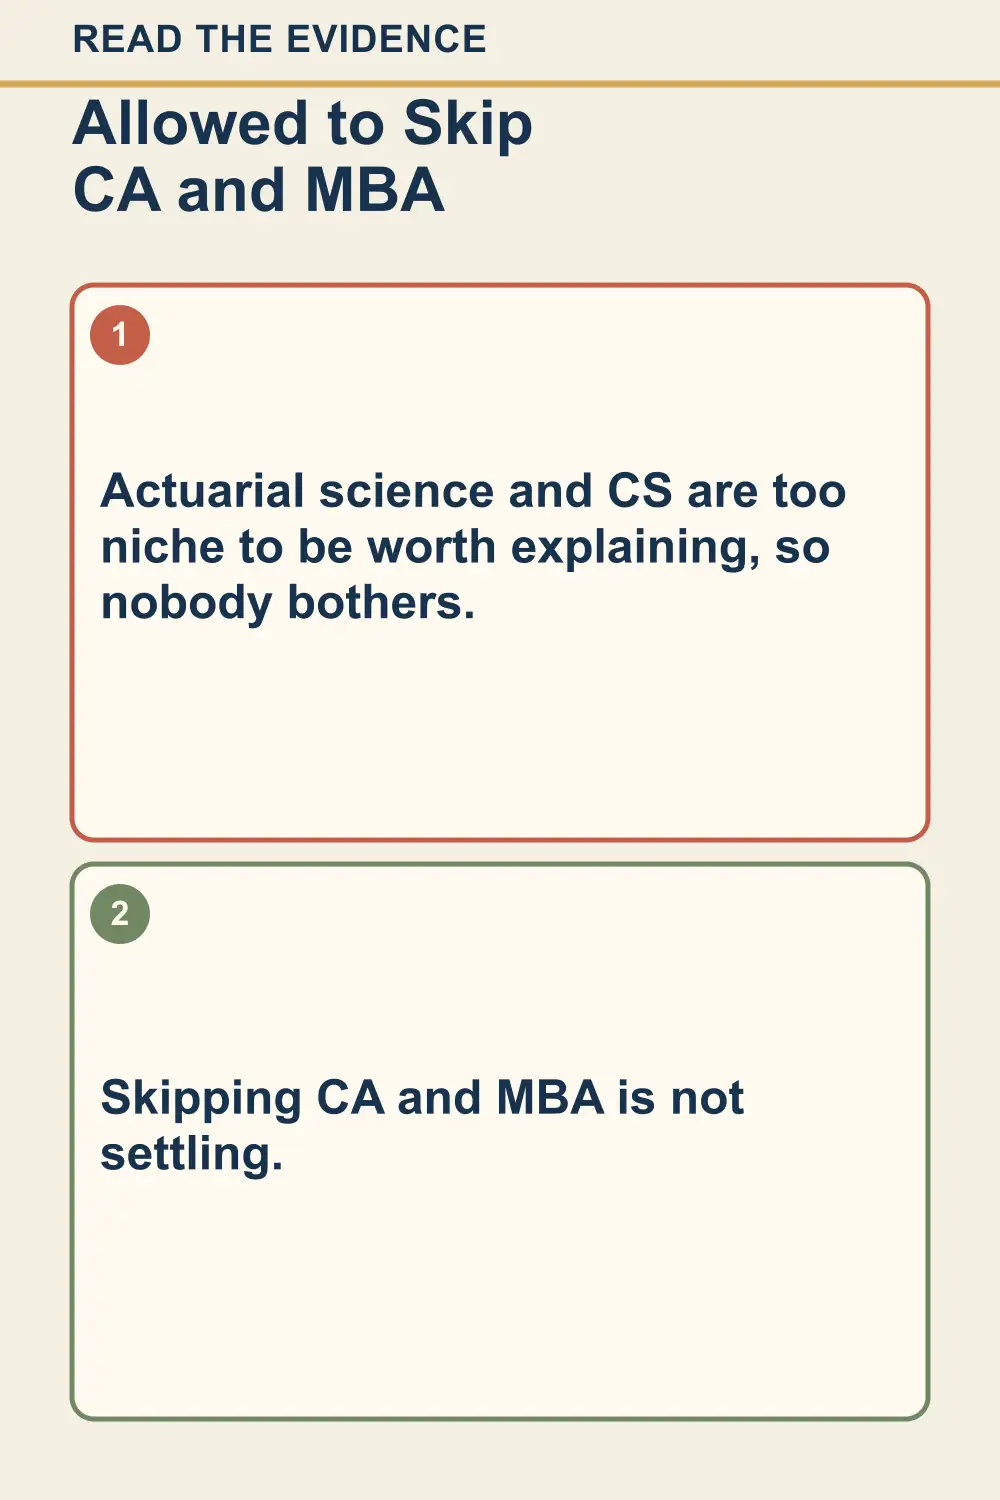 READ THE EVIDENCE
Allowed to Skip
CA and MBA
1
Actuarial science and CS are too
niche to be worth explaining, so
nobody bothers.
2
Skipping CA and MBA is not
settling.